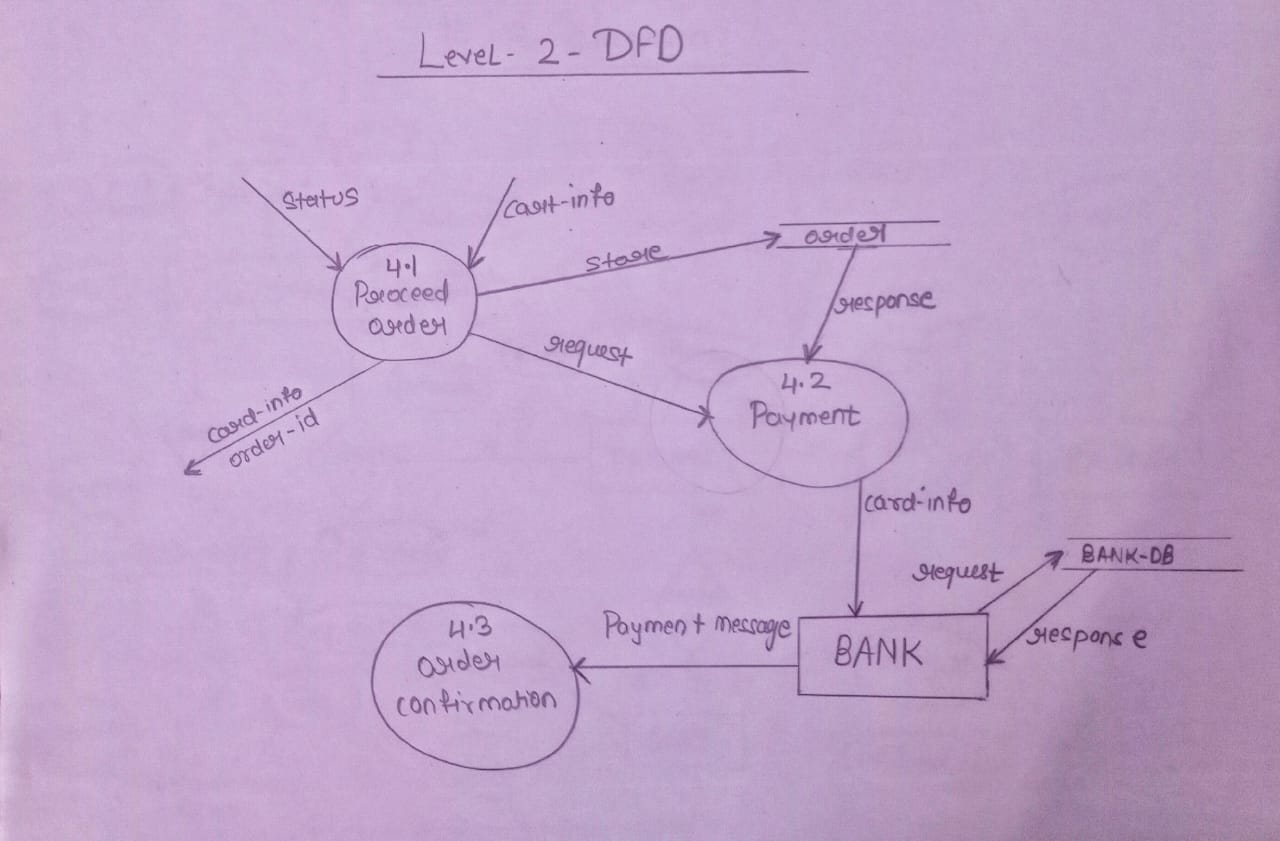 Level - 2 - DFD
status
cart-info
4.1
Proceed
order
store
order
response
request
card-info
order-id
4.2
Payment
card-info
request
BANK-DB
response
BANK
Payment message
4.3
order
confirmation